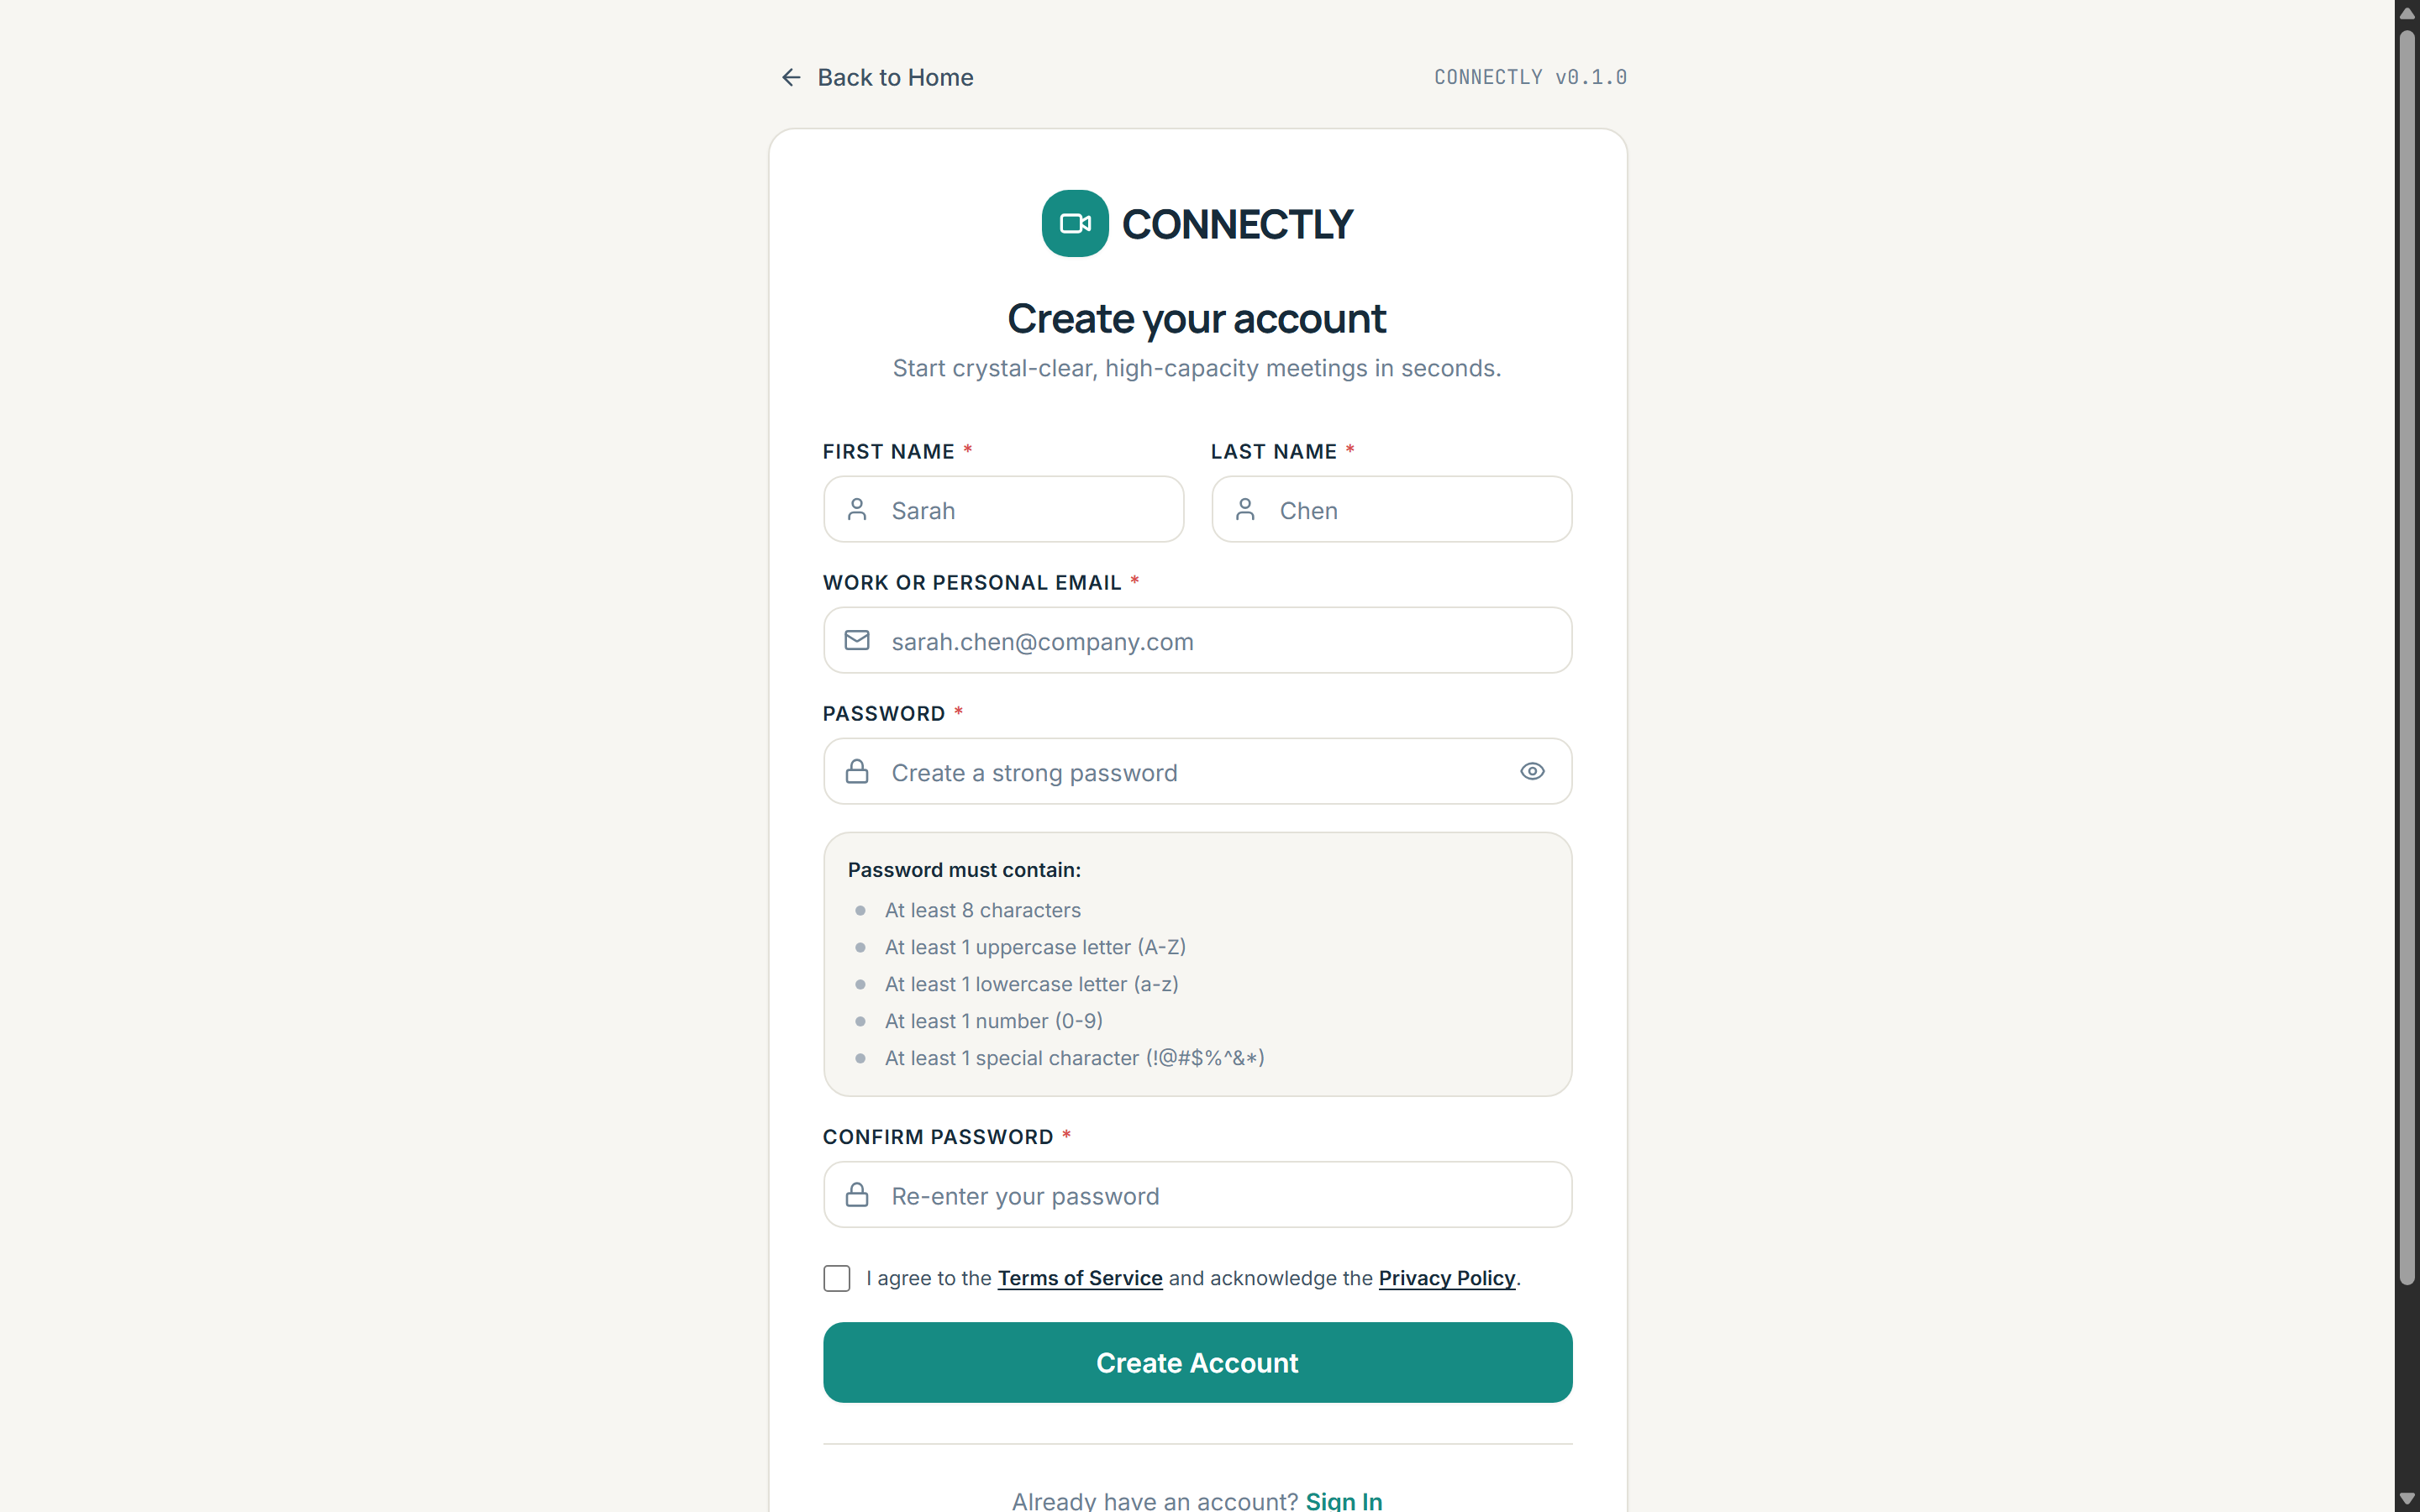 Back to Home
CONNECTLY v0.1.0
CONNECTLY
Create your account
Start crystal-clear, high-capacity meetings in seconds.
FIRST NAME *
LAST NAME *
Sarah
Chen
WORK OR PERSONAL EMAIL *
sarah.chen@company.com
PASSWORD *
Create a strong password
Password must contain:
At least 8 characters
At least 1 uppercase letter (A-Z)
At least 1 lowercase letter (a-z)
At least 1 number (0-9)
At least 1 special character (!@#$%^&*)
CONFIRM PASSWORD *
Re-enter your password
I agree to the Terms of Service and acknowledge the Privacy Policy.
Create Account
Already have an account? Sign In